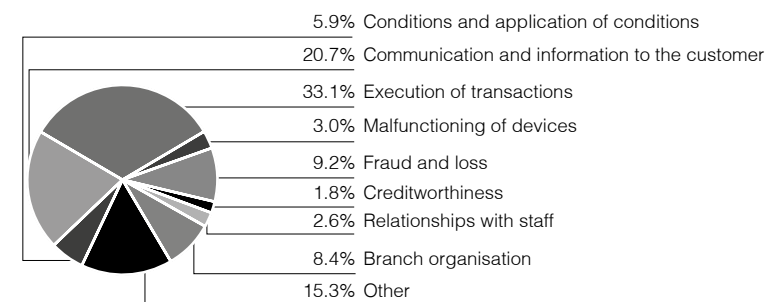 5.9% Conditions and application of conditions
20.7% Communication and information to the customer
33.1% Execution of transactions
3.0% Malfunctioning of devices
9.2% Fraud and loss
1.8% Creditworthiness
2.6% Relationships with staff
8.4% Branch organisation
15.3% Other